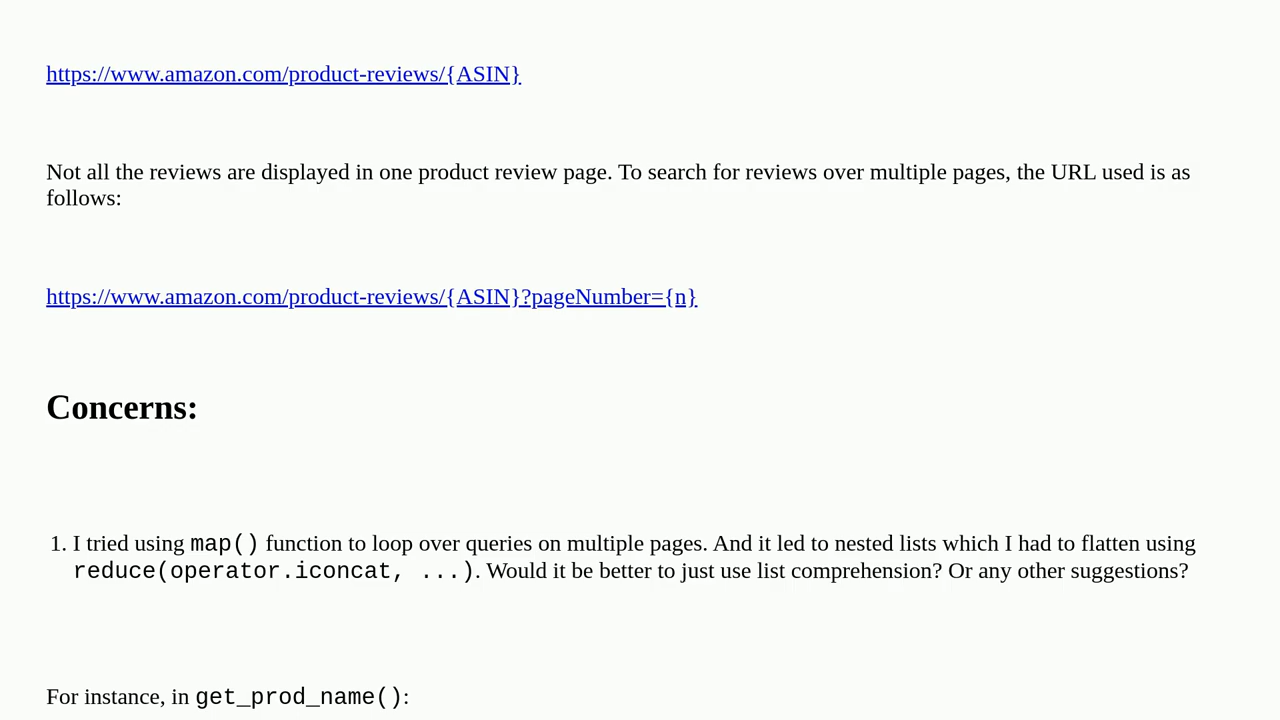 https://www.amazon.com/product-reviews/{ASIN}
Not all the reviews are displayed in one product review page. To search for reviews over multiple pages, the URL used is as
follows:
https://www.amazon.com/product-reviews/{ASIN}?pageNumber={n}
Concerns:
1. I tried using map() function to loop over queries on multiple pages. And it led to nested lists which I had to flatten using
reduce(operator.iconcat, ...). Would it be better to just use list comprehension? Or any other suggestions?
For instance, in get_prod_name():